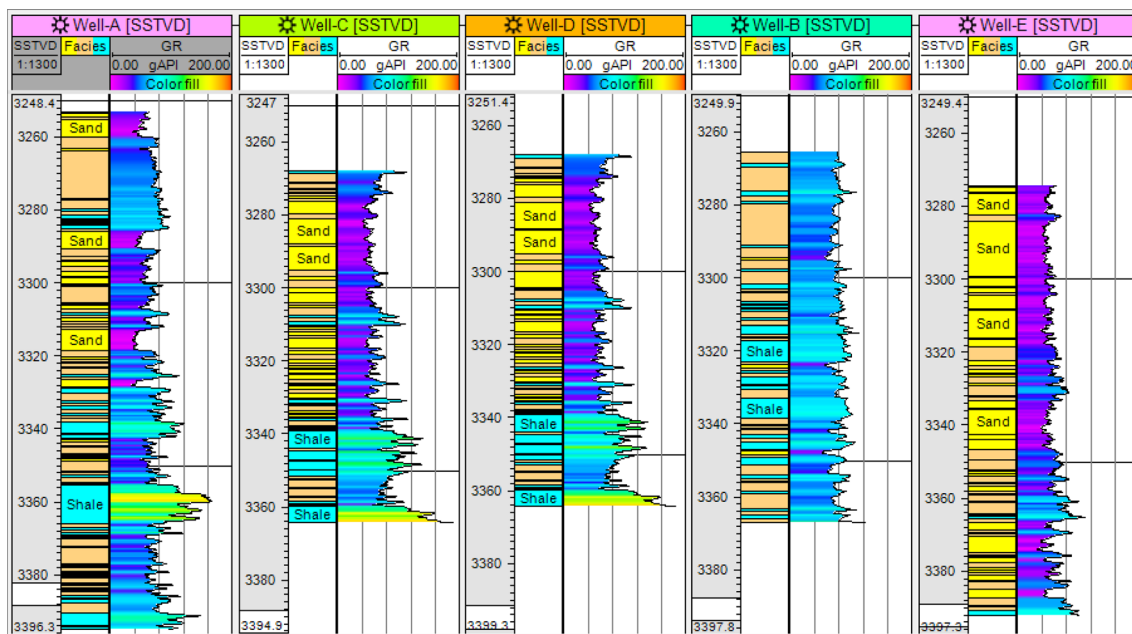 Well-A [SSTVD]
SSTVD Facies GR
1:1300 0.00 gAPI 200.00
Color fill
3248.4
3260
3280
3300
3320
3340
3360
3380
3396.3
Sand
Sand
Sand
Shale
Well-C [SSTVD]
SSTVD Facies GR
1:1300 0.00 gAPI 200.00
Color fill
3247
3260
3280
3300
3320
3340
3360
3380
3394.9
Sand
Sand
Shale
Shale
Well-D [SSTVD]
SSTVD Facies GR
1:1300 0.00 gAPI 200.00
Color fill
3251.4
3260
3280
3300
3320
3340
3360
3380
3399.3
Sand
Sand
Shale
Shale
Well-B [SSTVD]
SSTVD Facies GR
1:1300 0.00 gAPI 200.00
Color fill
3249.9
3260
3280
3300
3320
3340
3360
3380
3397.8
Shale
Shale
Well-E [SSTVD]
SSTVD Facies GR
1:1300 0.00 gAPI 200.00
Color fill
3249.4
3260
3280
3300
3320
3340
3360
3380
3397.3
Sand
Sand
Sand
Sand